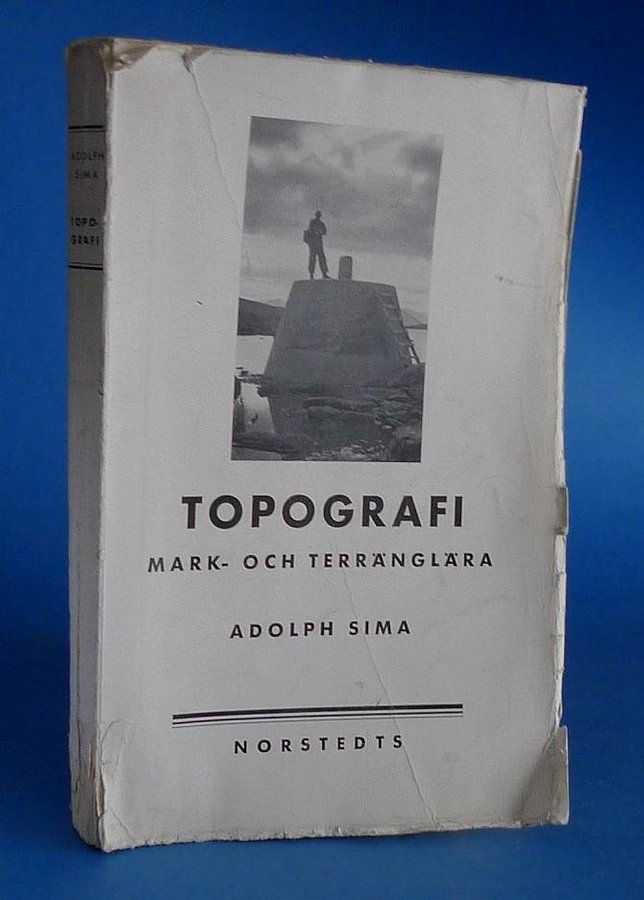 ADOLPH
SIMA
TOPO-
GRAFI
TOPOGRAFI
MARK- OCH TERRÄNGLÄRA
ADOLPH SIMA
NORSTEDTS